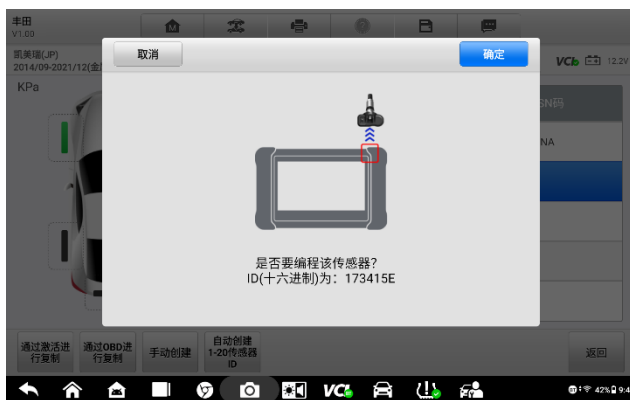 丰田
V1.00
凯美瑞(JP)
2014/09-2021/12(金
VCI 12.2V
KPa
取消
确定
SN码
NA
是否要编程该传感器?
ID(十六进制)为: 173415E
通过激活进
行复制
通过OBD进
行复制
手动创建
自动创建
1-20传感器
ID
返回
VCI
42% 9:4